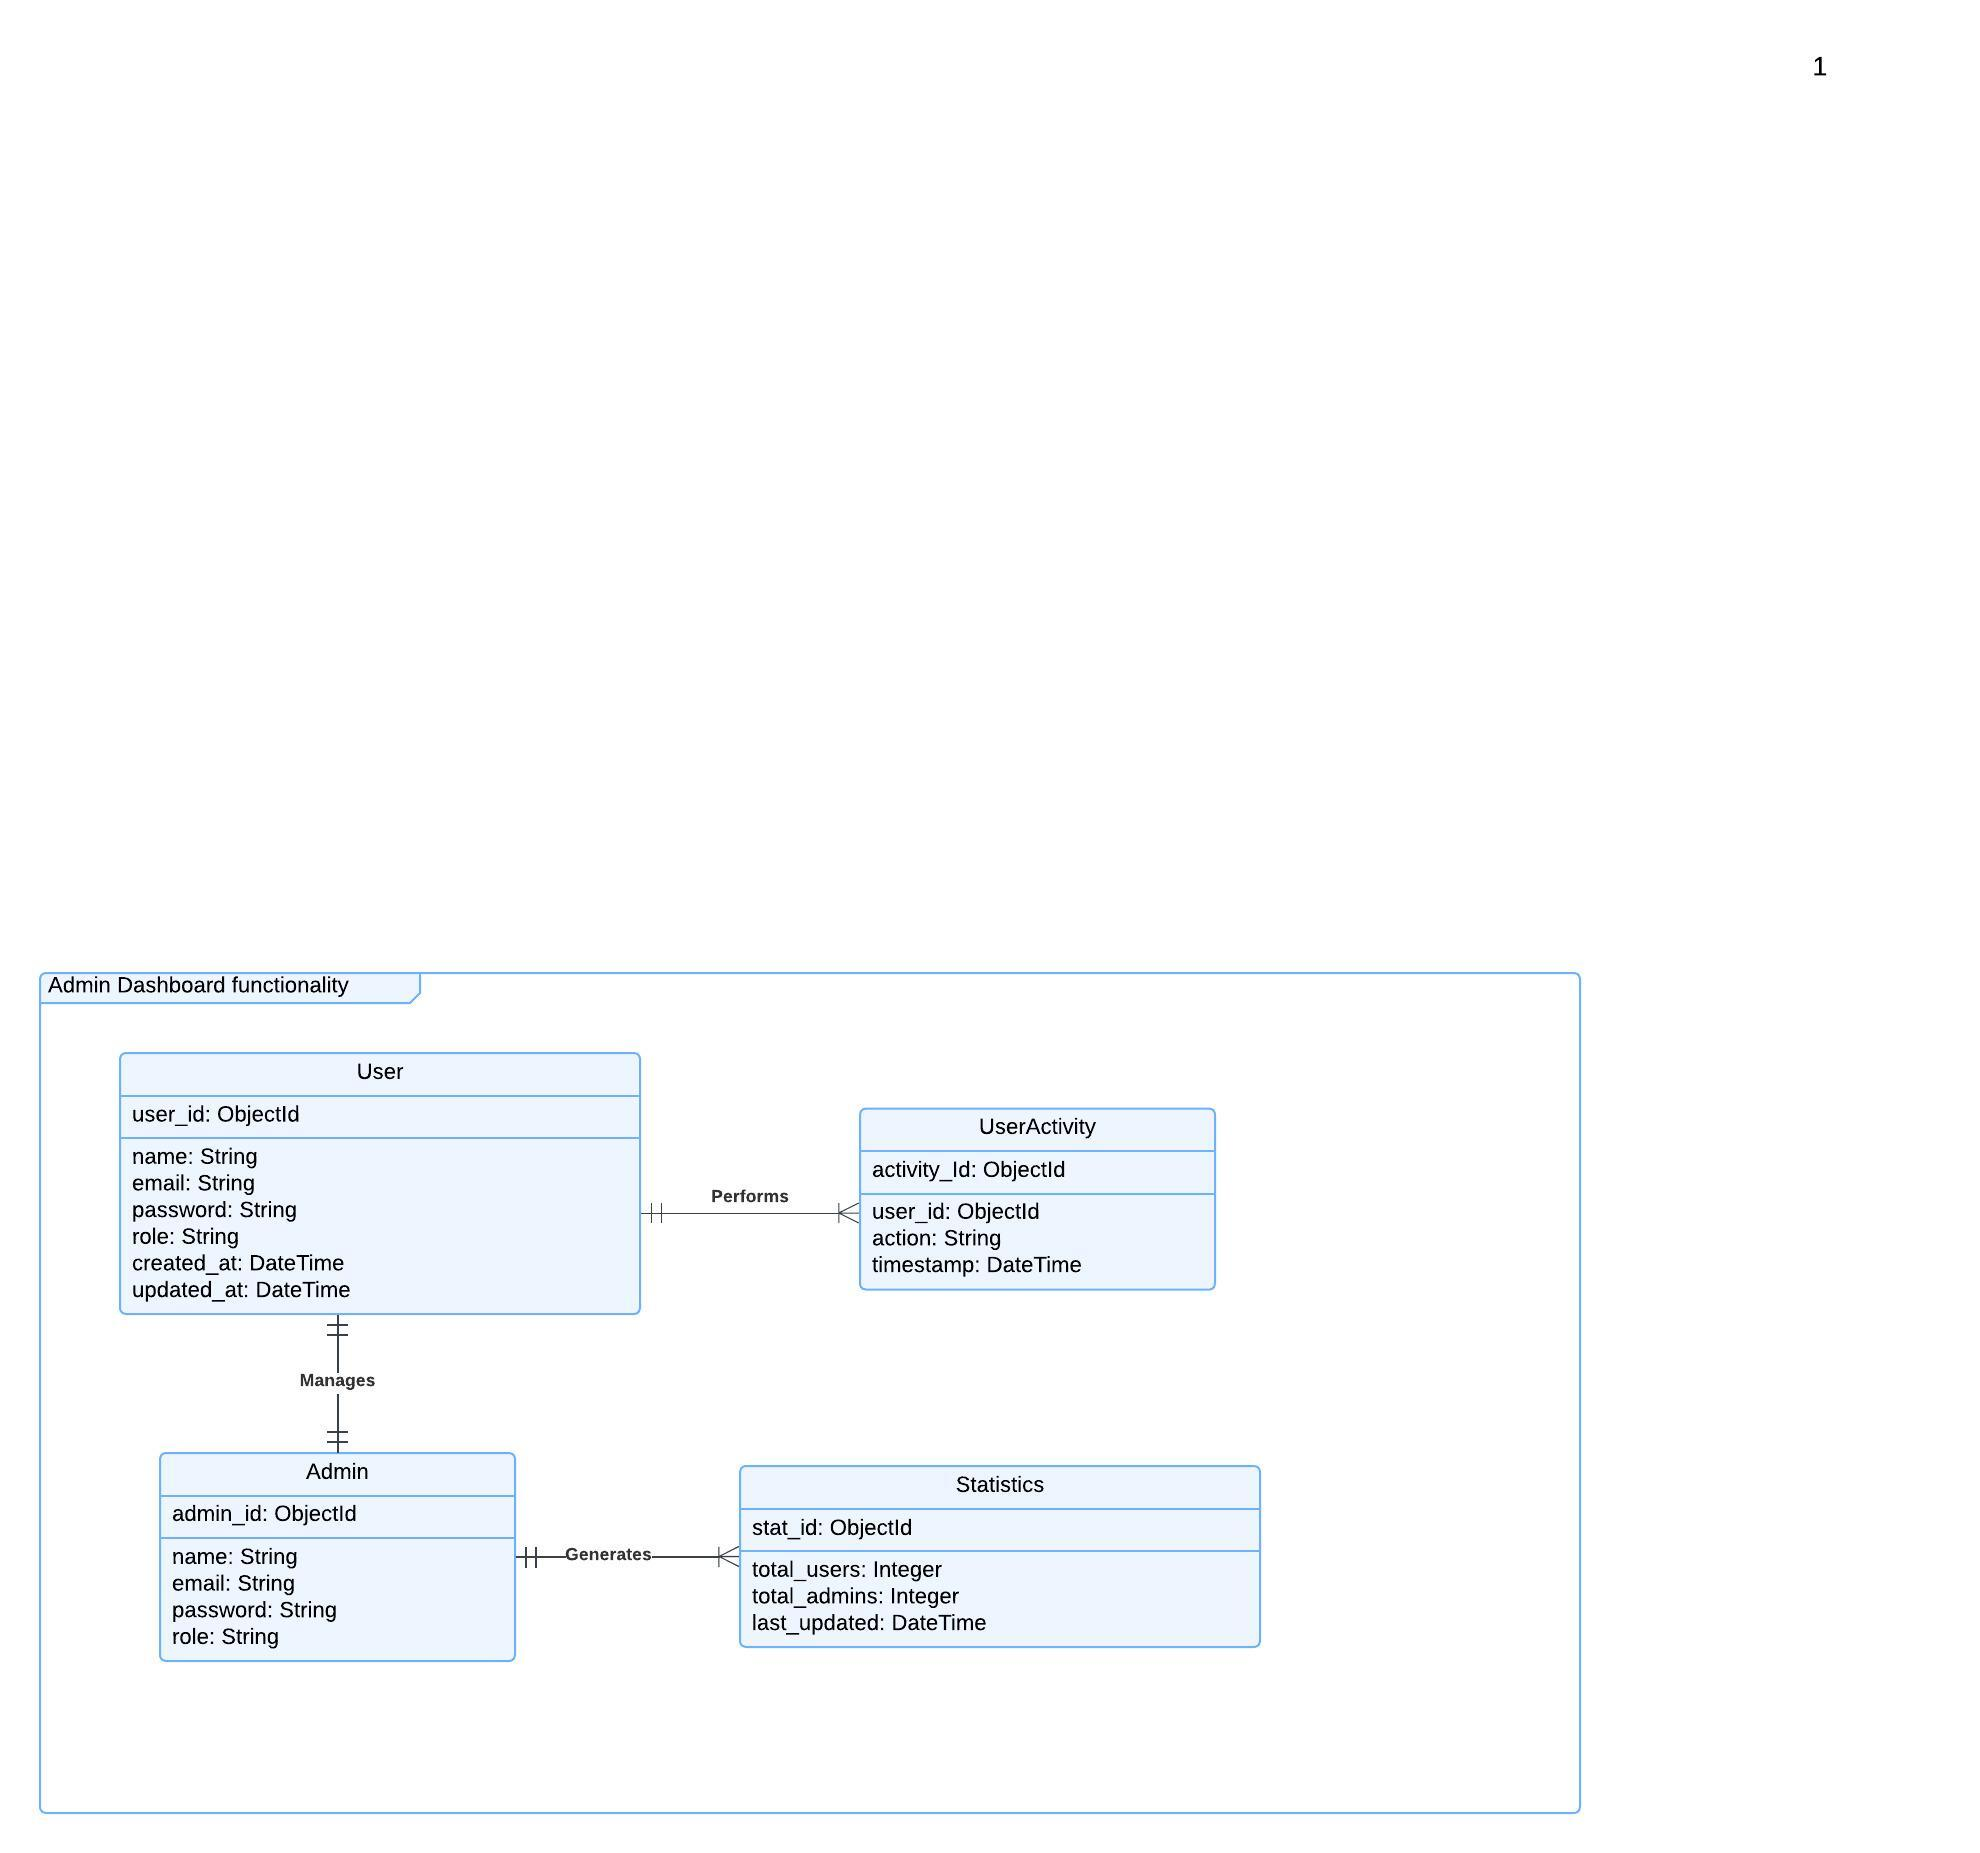 1
Admin Dashboard functionality
User
user_id: ObjectId
name: String
email: String
password: String
role: String
created_at: DateTime
updated_at: DateTime
Performs
UserActivity
activity_Id: ObjectId
user_id: ObjectId
action: String
timestamp: DateTime
Manages
Admin
admin_id: ObjectId
name: String
email: String
password: String
role: String
Generates
Statistics
stat_id: ObjectId
total_users: Integer
total_admins: Integer
last_updated: DateTime